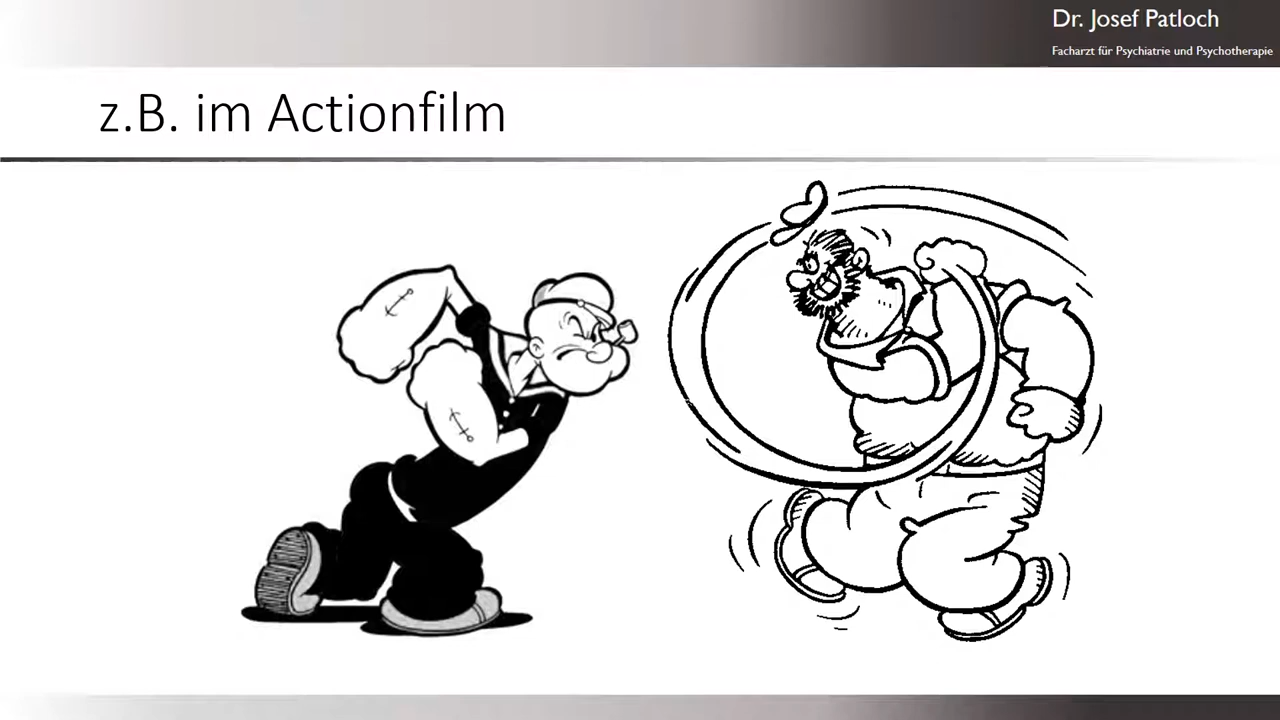 Dr. Josef Patloch
Facharzt für Psychiatrie und Psychotherapie
z.B. im Actionfilm